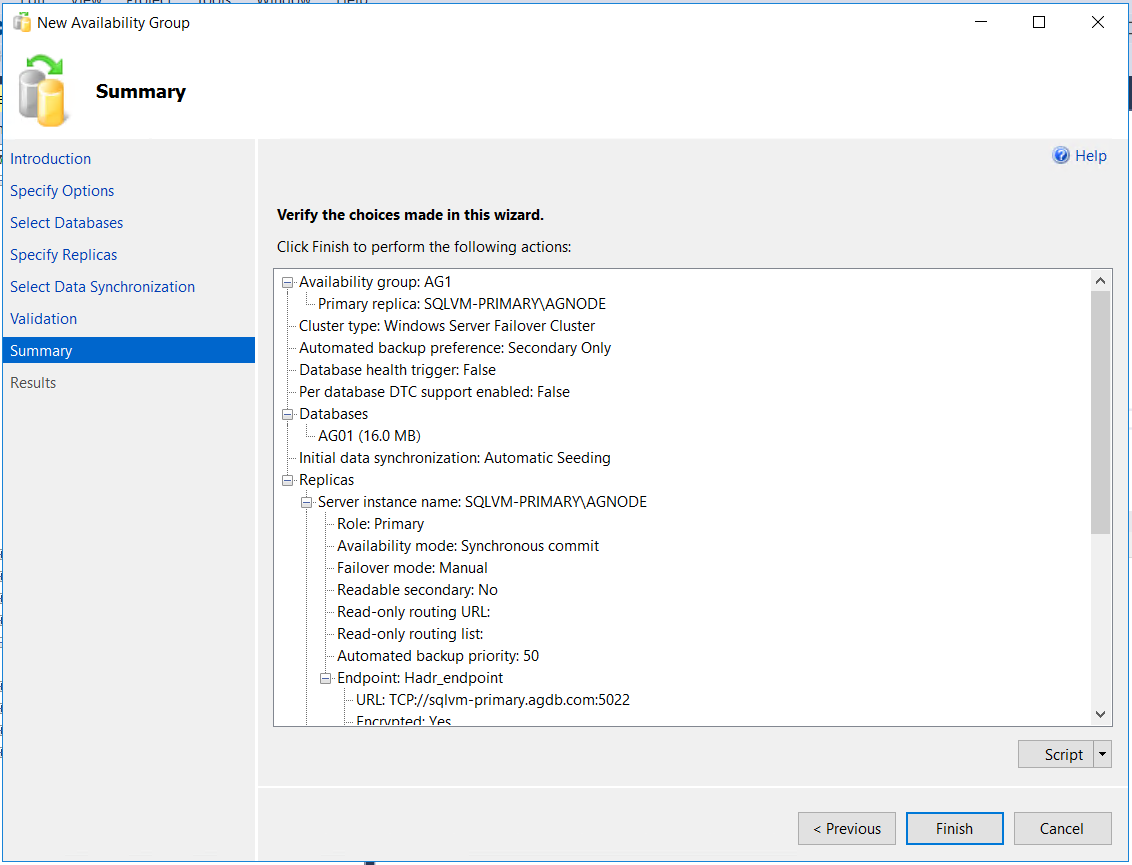 Edit View Project Tools Window Help
New Availability Group
Summary
Introduction
Specify Options
Select Databases
Specify Replicas
Select Data Synchronization
Validation
Summary
Results
Help
Verify the choices made in this wizard.
Click Finish to perform the following actions:
Availability group: AG1
Primary replica: SQLVM-PRIMARY\AGNODE
Cluster type: Windows Server Failover Cluster
Automated backup preference: Secondary Only
Database health trigger: False
Per database DTC support enabled: False
Databases
AG01 (16.0 MB)
Initial data synchronization: Automatic Seeding
Replicas
Server instance name: SQLVM-PRIMARY\AGNODE
Role: Primary
Availability mode: Synchronous commit
Failover mode: Manual
Readable secondary: No
Read-only routing URL:
Read-only routing list:
Automated backup priority: 50
Endpoint: Hadr_endpoint
URL: TCP://sqlvm-primary.agdb.com:5022
Encrypted: Yes
Script
< Previous
Finish
Cancel